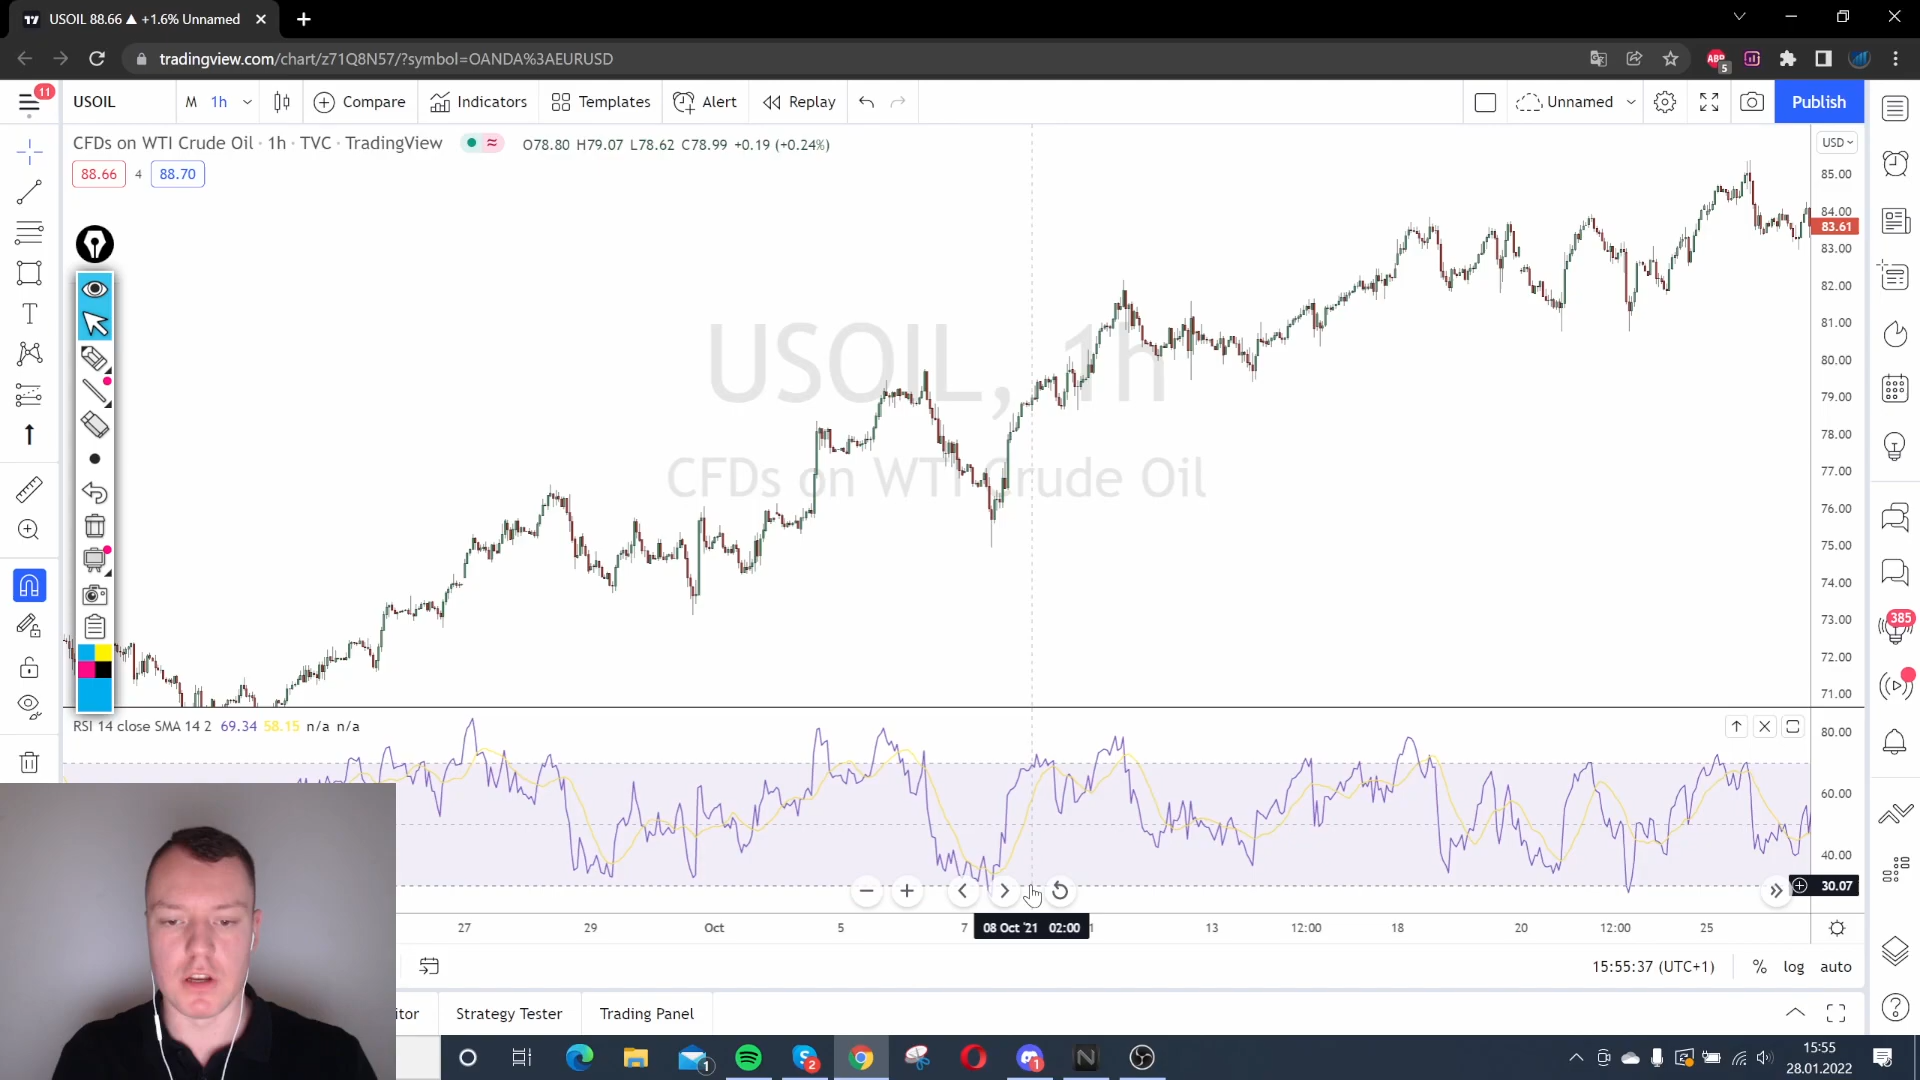 USOIL 88.66 ▲ +1.6% Unnamed
tradingview.com/chart/z71Q8N57/?symbol=OANDA%3AEURUSD
ABP
5
11
USOIL
M 1h
Compare
Indicators
Templates
Alert
Replay
Unnamed
Publish
CFDs on WTI Crude Oil · 1h · TVC · TradingView
O78.80 H79.07 L78.62 C78.99 +0.19 (+0.24%)
USD
88.66 4 88.70
85.00
84.00
83.61
83.00
82.00
81.00
80.00
79.00
78.00
77.00
76.00
75.00
74.00
73.00
72.00
71.00
USOIL, 1h
CFDs on WTI Crude Oil
385
RSI 14 close SMA 14 2 69.34 58.15 n/a n/a
80.00
60.00
40.00
30.07
27 29 Oct 5 7 08 Oct '21 02:00 1 13 12:00 18 20 12:00 25
15:55:37 (UTC+1) % log auto
itor Strategy Tester Trading Panel
1
2
1
N
15:55
28.01.2022